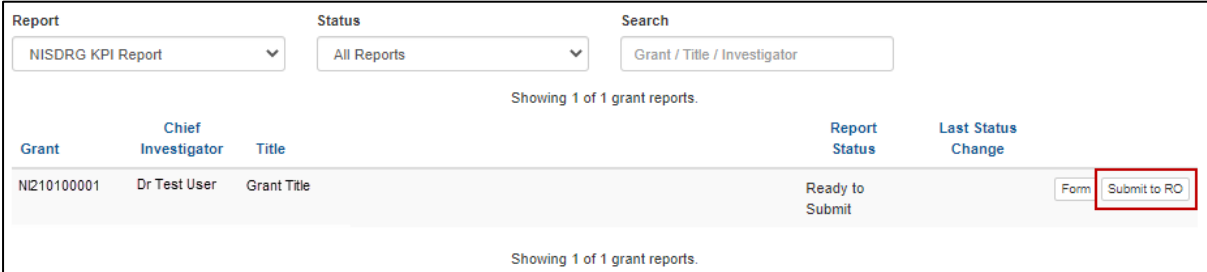 Report Status Search
NISDRG KPI Report All Reports Grant / Title / Investigator
Showing 1 of 1 grant reports.
Grant Chief Investigator Title Report Status Last Status Change
NI210100001 Dr Test User Grant Title Ready to Submit Form Submit to RO
Showing 1 of 1 grant reports.